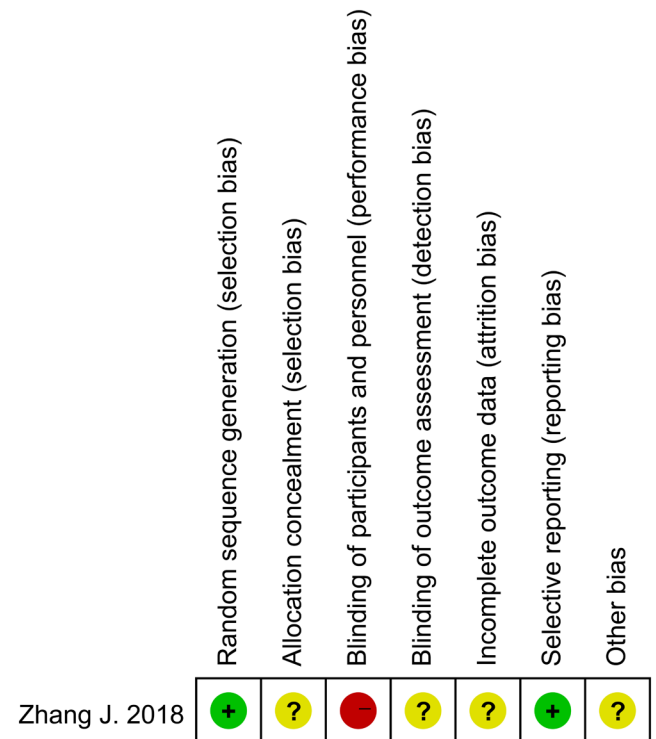 Random sequence generation (selection bias)
Allocation concealment (selection bias)
Blinding of participants and personnel (performance bias)
Blinding of outcome assessment (detection bias)
Incomplete outcome data (attrition bias)
Selective reporting (reporting bias)
Other bias
Zhang J. 2018 + ? – ? ? + ?